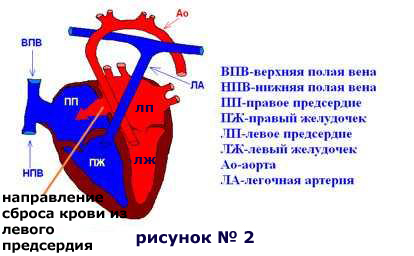 Ао
ВПВ
ЛА
ПП
ЛП
ПЖ
ЛЖ
НПВ
ВПВ-верхняя полая вена
НПВ-нижняя полая вена
ПП-правое предсердие
ПЖ-правый желудочек
ЛП-левое предсердие
ЛЖ-левый желудочек
Ао-аорта
ЛА-легочная артерия
направление
сброса крови из
левого
предсердия
рисунок № 2